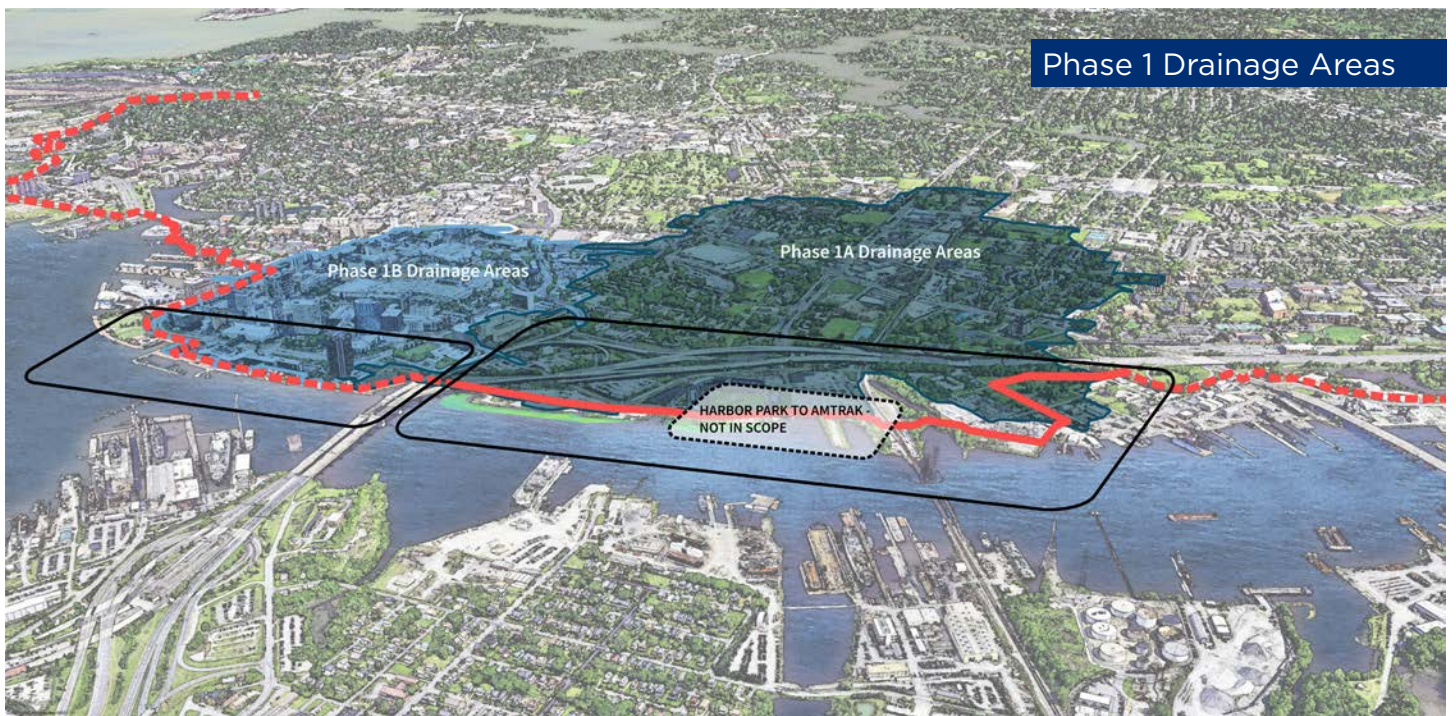 Phase 1 Drainage Areas
Phase 1A Drainage Areas
Phase 1B Drainage Areas
HARBOR PARK TO AMTRAK -
NOT IN SCOPE